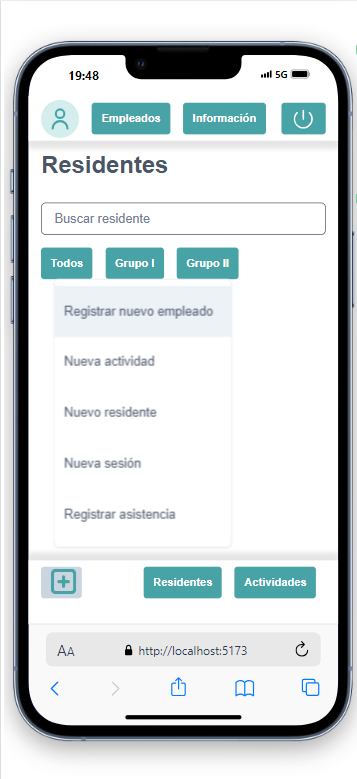 19:48
5G
Empleados
Información
Residentes
Buscar residente
Todos
Grupo I
Grupo II
Registrar nuevo empleado
Nueva actividad
Nuevo residente
Nueva sesión
Registrar asistencia
Residentes
Actividades
AA
http://localhost:5173